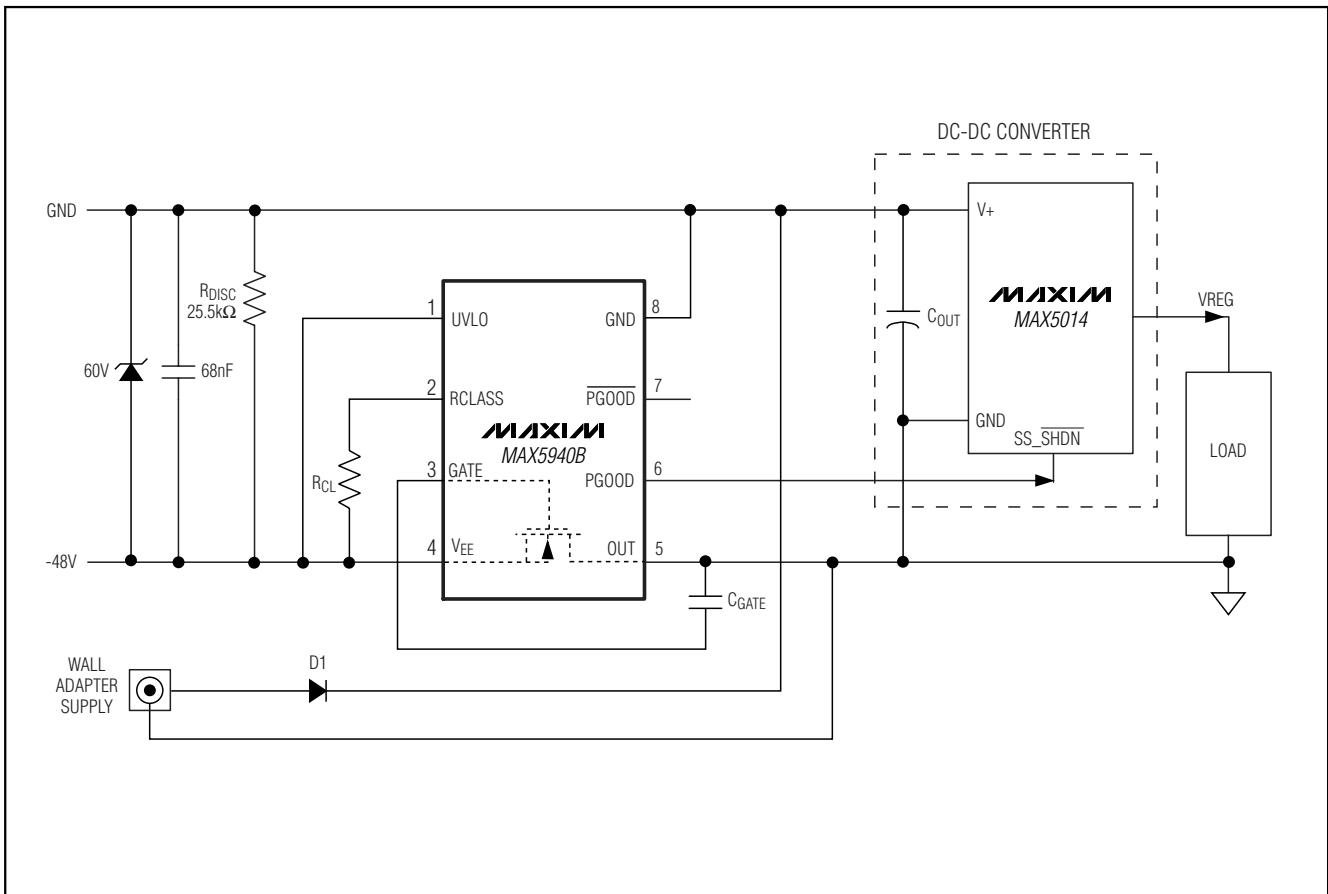 DC-DC CONVERTER
GND
V+
RDISC
25.5kΩ
1
UVLO
GND
8
COUT
MAXIM
MAX5014
VREG
60V
68nF
2
RCLASS
PGOOD
7
MAXIM
MAX5940B
GND
SS_SHDN
LOAD
RCL
3
GATE
PGOOD
6
-48V
4
VEE
OUT
5
CGATE
WALL
ADAPTER
SUPPLY
D1